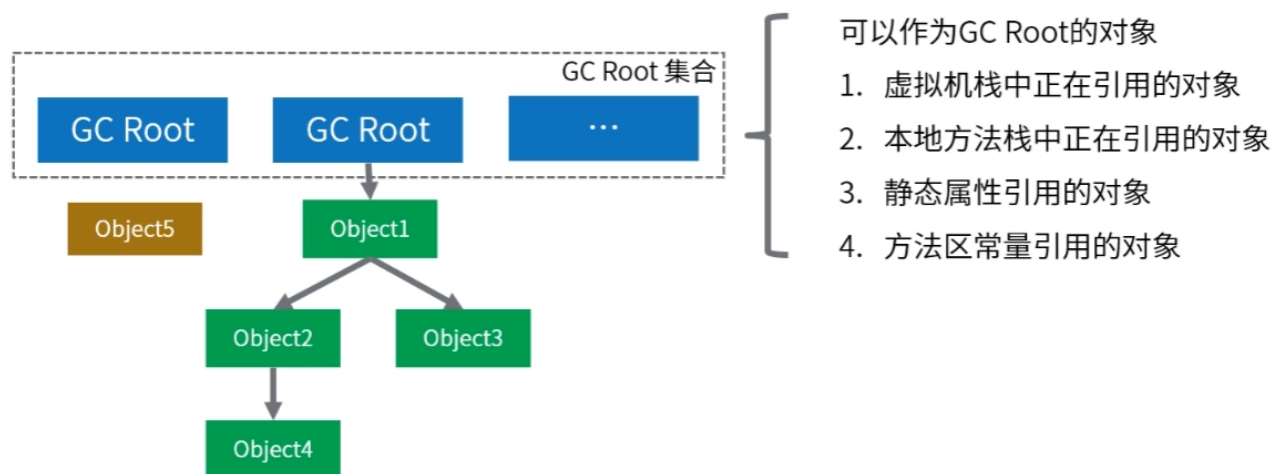 GC Root 集合
GC Root
GC Root
...
Object5
Object1
Object2
Object3
Object4
可以作为GC Root的对象
1. 虚拟机栈中正在引用的对象
2. 本地方法栈中正在引用的对象
3. 静态属性引用的对象
4. 方法区常量引用的对象